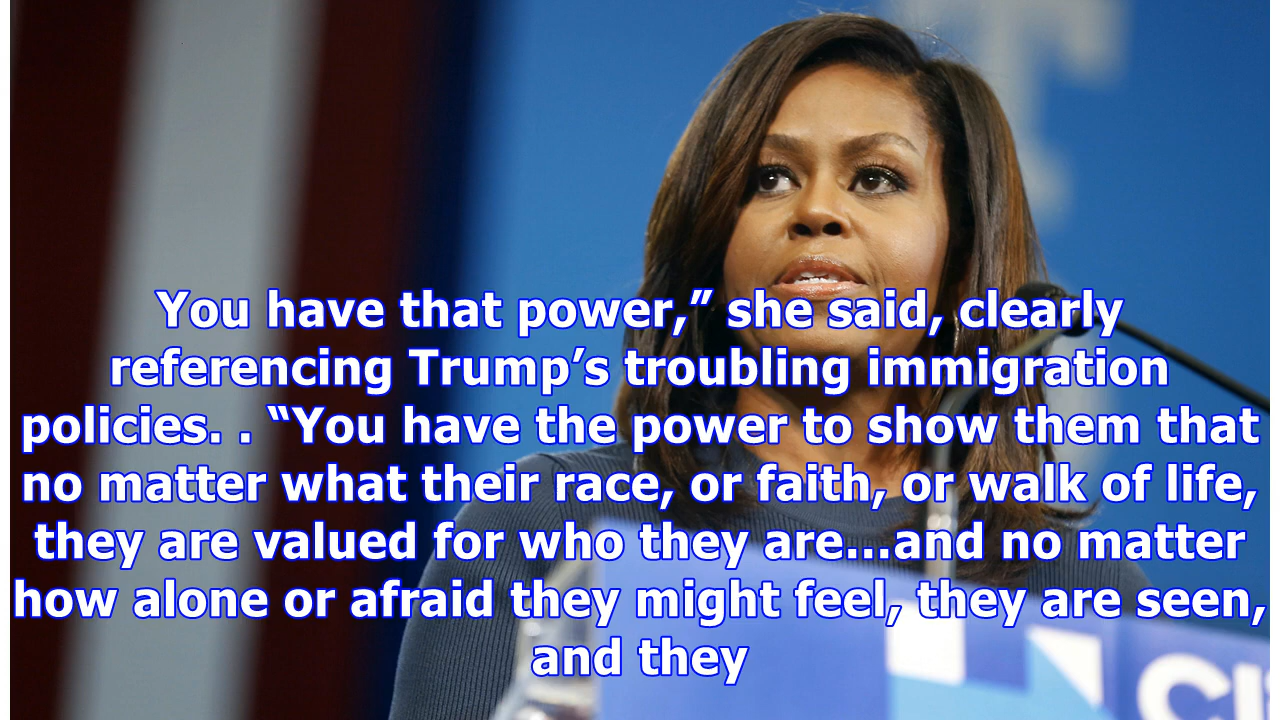 You have that power,” she said, clearly
referencing Trump’s troubling immigration
policies. . “You have the power to show them that
no matter what their race, or faith, or walk of life,
they are valued for who they are...and no matter
how alone or afraid they might feel, they are seen,
and they